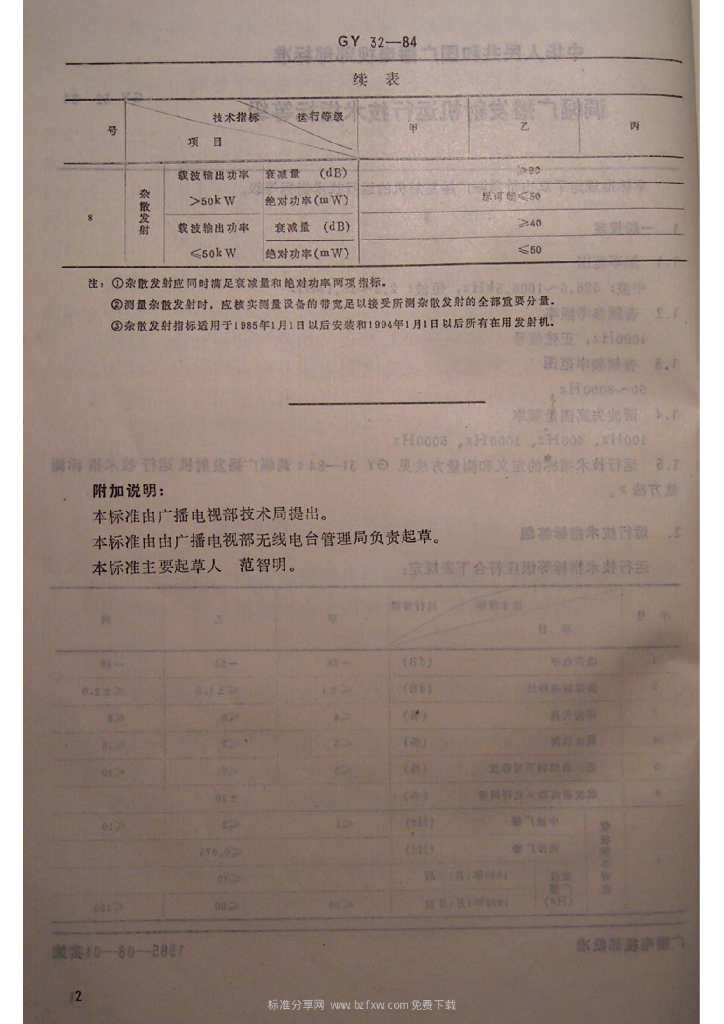 GY 32—84
续 表
号 技术指标 运行等级 项 目 甲 乙 丙
8 杂散发射 载波输出功率 >50kW 衰减量 (dB)
绝对功率(mW) 尽可能≤50
载波输出功率 ≤50kW 衰减量 (dB) ≥40
绝对功率(mW) ≤50
注：①杂散发射应同时满足衰减量和绝对功率两项指标。
②测量杂散发射时，应核实测量设备的带宽足以接受所测杂散发射的全部重要分量。
③杂散发射指标适用于1985年1月1日以后安装和1994年1月1日以后所有在用发射机。
附加说明：
本标准由广播电视部技术局提出。
本标准由由广播电视部无线电台管理局负责起草。
本标准主要起草人 范智明。
2
标准分享网 www.bzfxw.com 免费下载